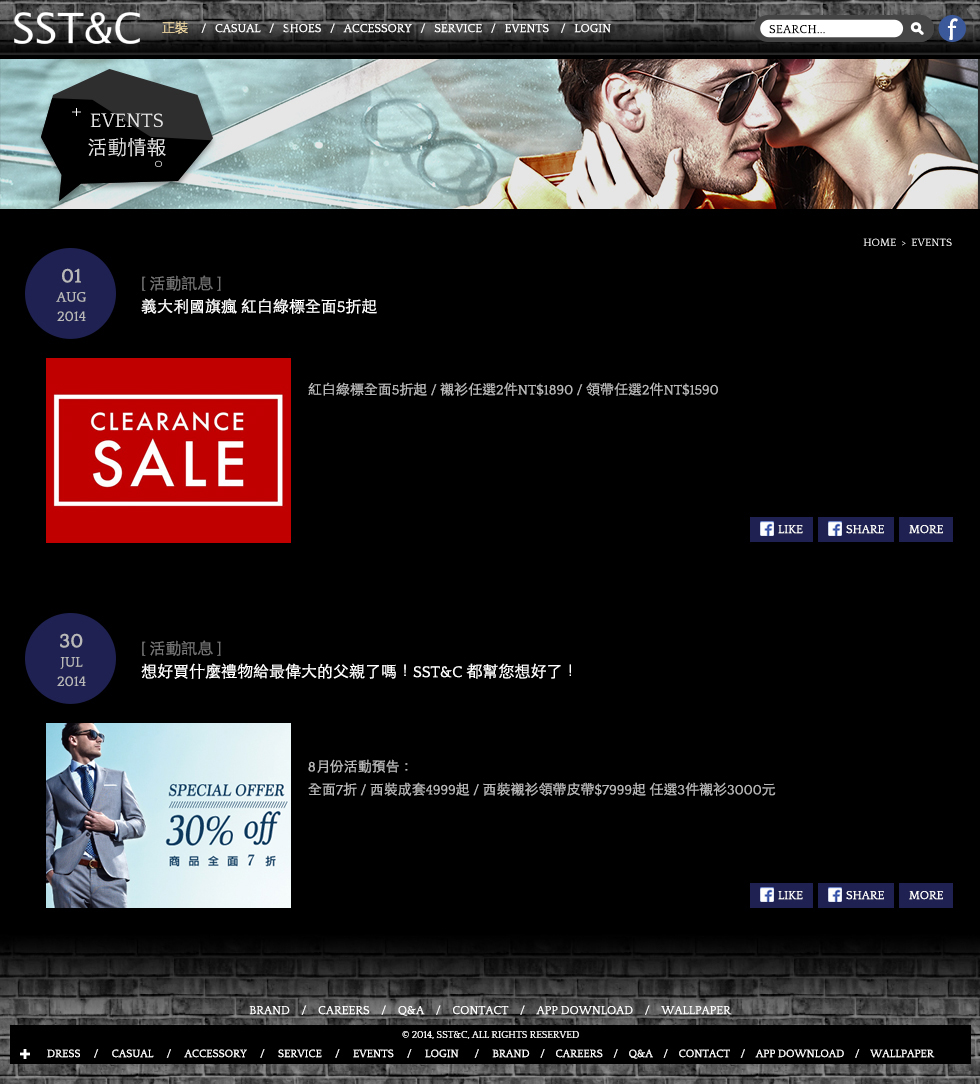 SST&C 正裝 / CASUAL / SHOES / ACCESSORY / SERVICE / EVENTS / LOGIN SEARCH... f
EVENTS
活動情報
HOME > EVENTS
01
AUG
2014
[ 活動訊息 ]
義大利國旗瘋 紅白綠標全面5折起
CLEARANCE
SALE
紅白綠標全面5折起 / 襯衫任選2件NT$1890 / 領帶任選2件NT$1590
LIKE SHARE MORE
30
JUL
2014
[ 活動訊息 ]
想好買什麼禮物給最偉大的父親了嗎！SST&C 都幫您想好了！
SPECIAL OFFER
30% off
商品全面7折
8月份活動預告：
全面7折 / 西裝成套4999起 / 西裝襯衫領帶皮帶$7999起 任選3件襯衫3000元
LIKE SHARE MORE
BRAND / CAREERS / Q&A / CONTACT / APP DOWNLOAD / WALLPAPER
© 2014, SST&C, ALL RIGHTS RESERVED
DRESS / CASUAL / ACCESSORY / SERVICE / EVENTS / LOGIN / BRAND / CAREERS / Q&A / CONTACT / APP DOWNLOAD / WALLPAPER